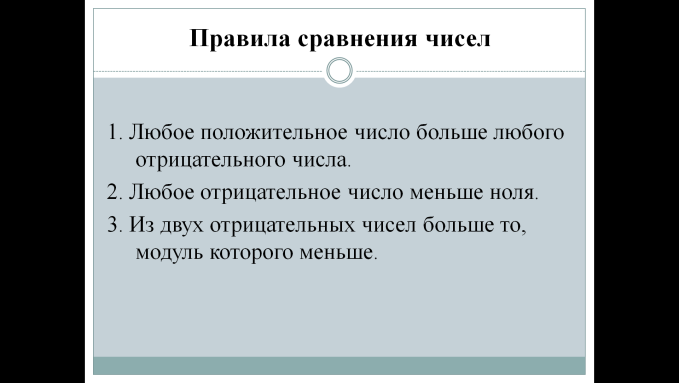 Правила сравнения чисел
1. Любое положительное число больше любого
отрицательного числа.
2. Любое отрицательное число меньше ноля.
3. Из двух отрицательных чисел больше то,
модуль которого меньше.